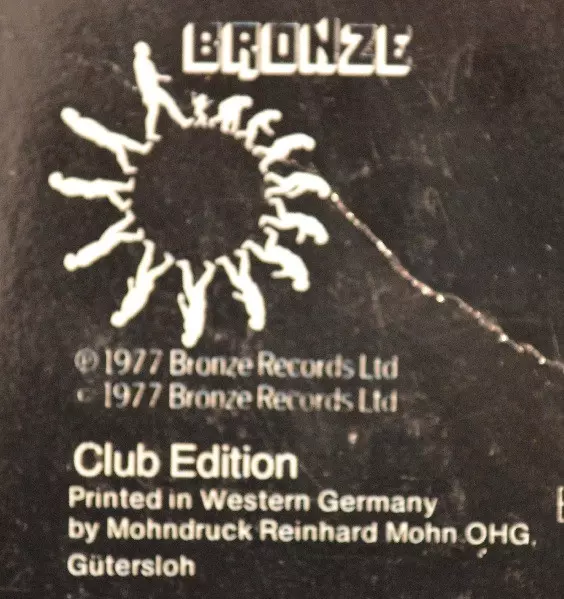 BRONZE
℗ 1977 Bronze Records Ltd
© 1977 Bronze Records Ltd
Club Edition
Printed in Western Germany
by Mohndruck Reinhard Mohn OHG,
Gütersloh